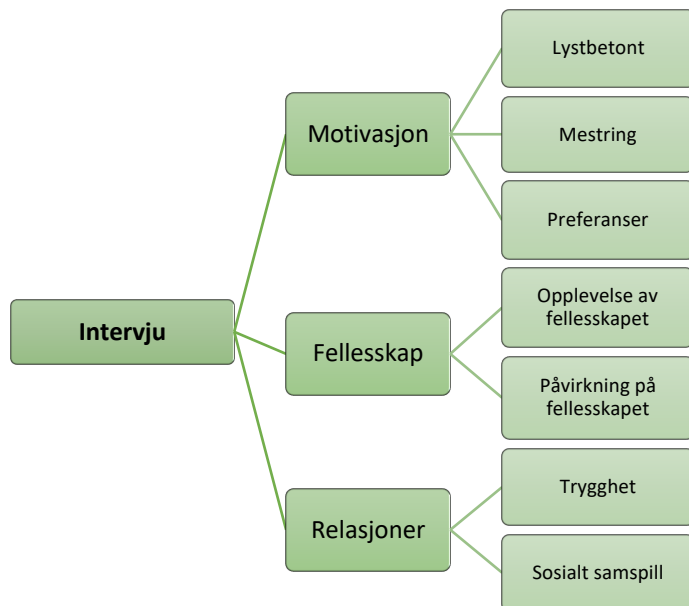 Intervju
Motivasjon
Lystbetont
Mestring
Preferanser
Fellesskap
Opplevelse av
fellesskapet
Påvirkning på
fellesskapet
Relasjoner
Trygghet
Sosialt samspill